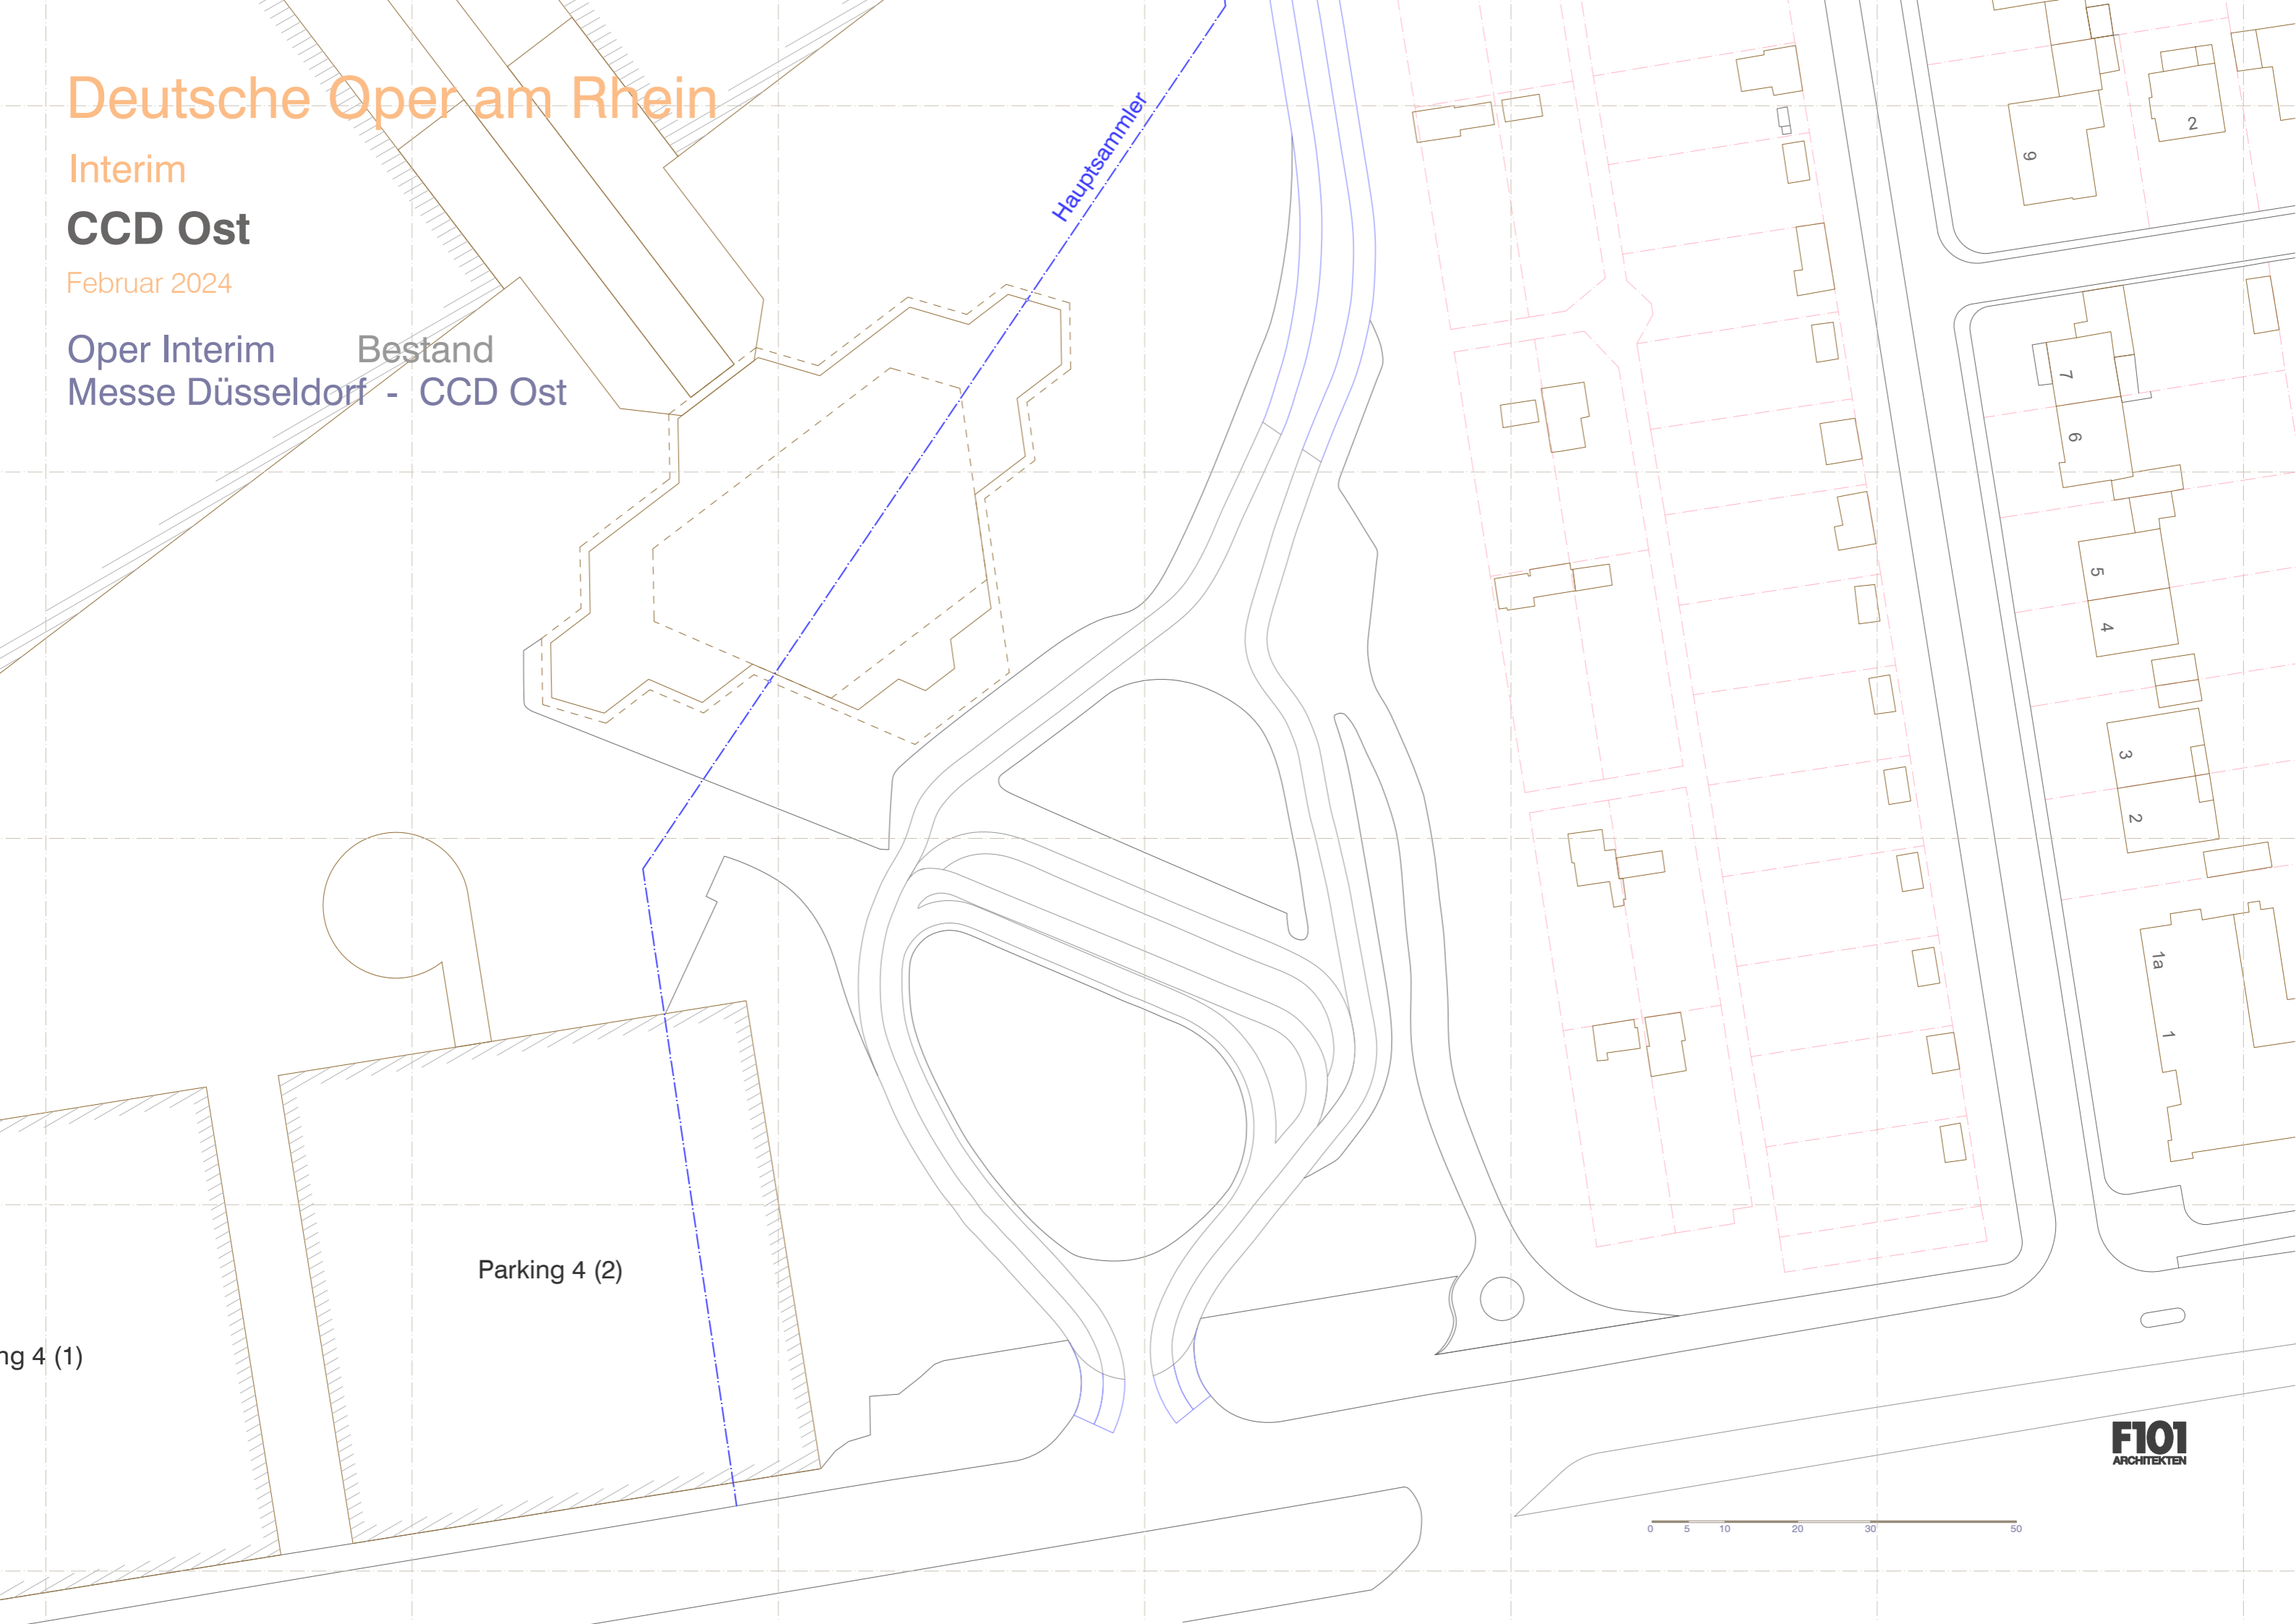 Deutsche Oper am Rhein
Interim
CCD Ost
Februar 2024
Oper Interim Bestand
Messe Düsseldorf - CCD Ost
Hauptsammler
9
2
7
6
5
4
3
2
1a
1
Parking 4 (2)
ng 4 (1)
F101
ARCHITEKTEN
0 5 10 20 30 50